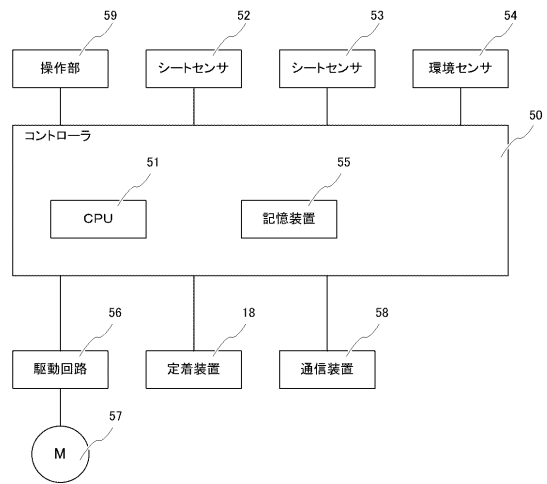 59
52
53
54
操作部
シートセンサ
シートセンサ
環境センサ
50
コントローラ
51
55
CPU
記憶装置
56
18
58
駆動回路
定着装置
通信装置
57
M